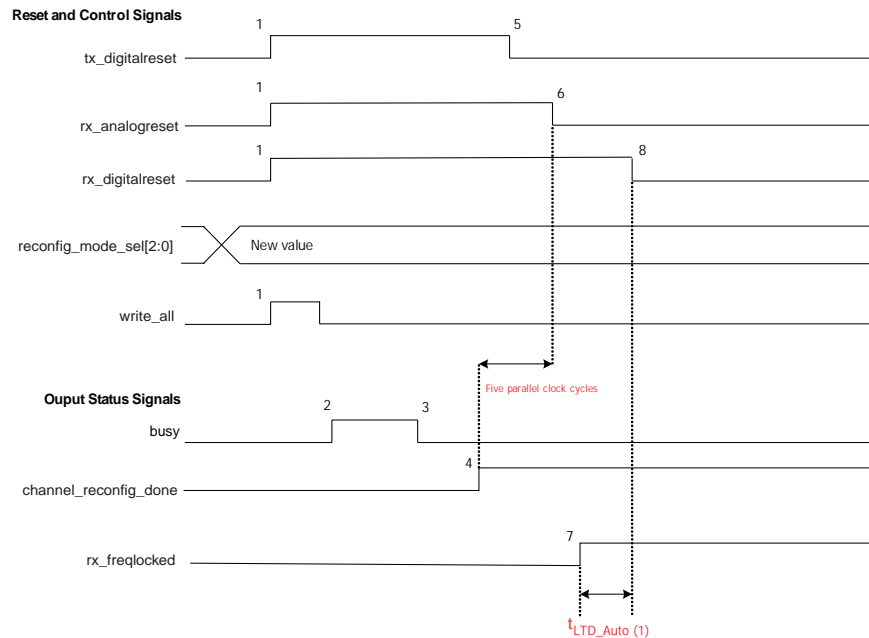 Reset and Control Signals
1
5
tx_digitalreset
1
6
rx_analogreset
1
8
rx_digitalreset
reconfig_mode_sel[2:0]
New value
1
write_all
Five parallel clock cycles
Ouput Status Signals
2
3
busy
4
channel_reconfig_done
7
rx_freqlocked
tLTD_Auto (1)